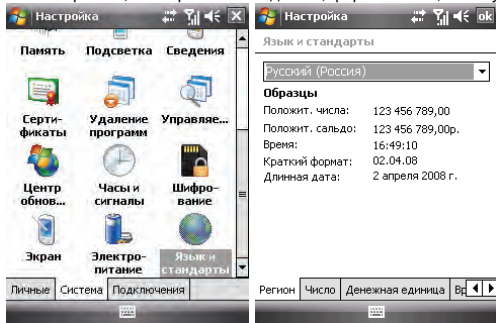 Настройка
Память Подсветка Сведения
Серти-
фикаты
Удаление
программ
Управляе...
Центр
обнов...
Часы и
сигналы
Шифро-
вание
Экран
Электро-
питание
Язык и
стандарты
Личные Система Подключения
Настройка ok
Язык и стандарты
Русский (Россия)
Образцы
Положит. числа: 123 456 789,00
Положит. сальдо: 123 456 789,00р.
Время: 16:49:10
Краткий формат: 02.04.08
Длинная дата: 2 апреля 2008 г.
Регион Число Денежная единица Вр